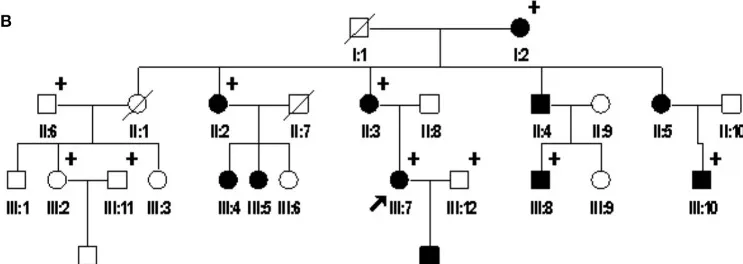 B
+
I:1 I:2
+ + +
II:6 II:1 II:2 II:7 II:3 II:8 II:4 II:9 II:5 II:10
+ + + + + +
III:1 III:2 III:11 III:3 III:4 III:5 III:6 III:7 III:12 III:8 III:9 III:10